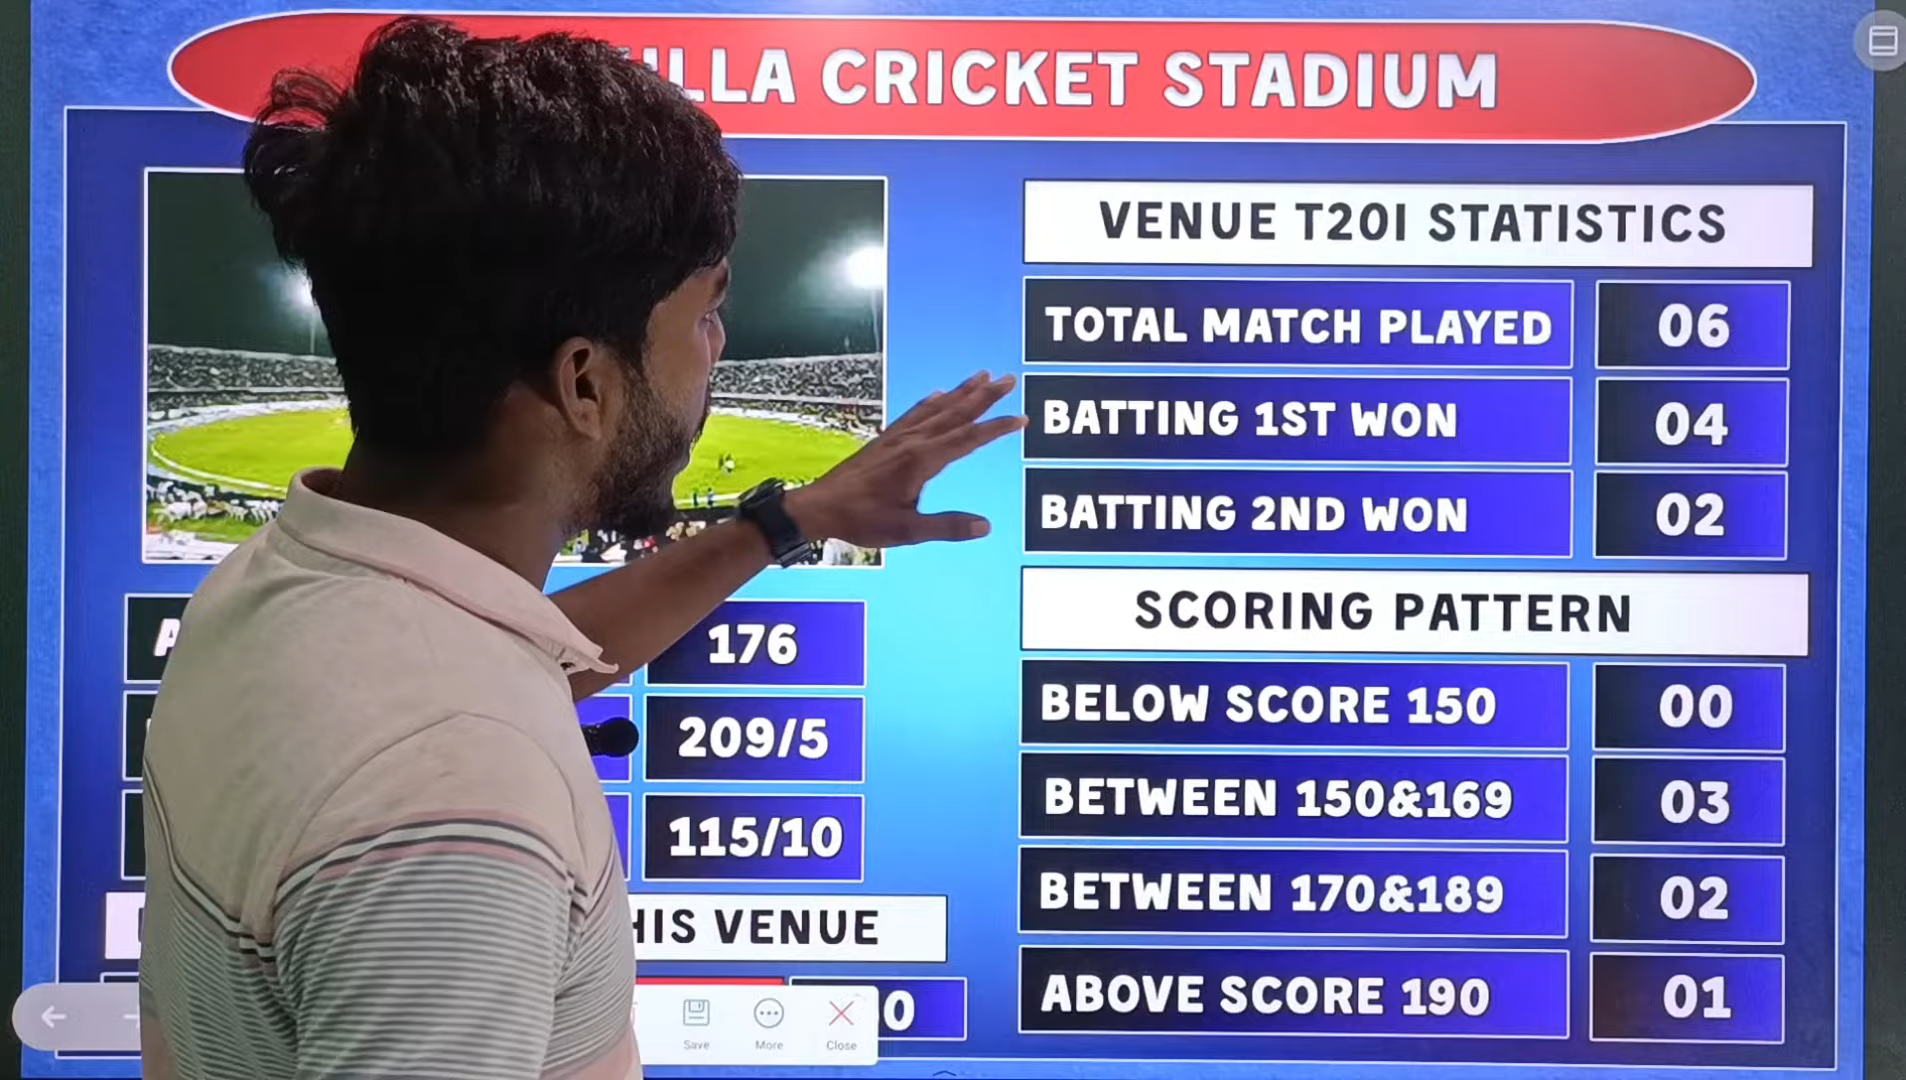 LLA CRICKET STADIUM
VENUE T20I STATISTICS
TOTAL MATCH PLAYED 06
BATTING 1ST WON 04
BATTING 2ND WON 02
SCORING PATTERN
BELOW SCORE 150 00
BETWEEN 150&169 03
BETWEEN 170&189 02
ABOVE SCORE 190 01
A 176
209/5
115/10
HIS VENUE
0
Save More Close